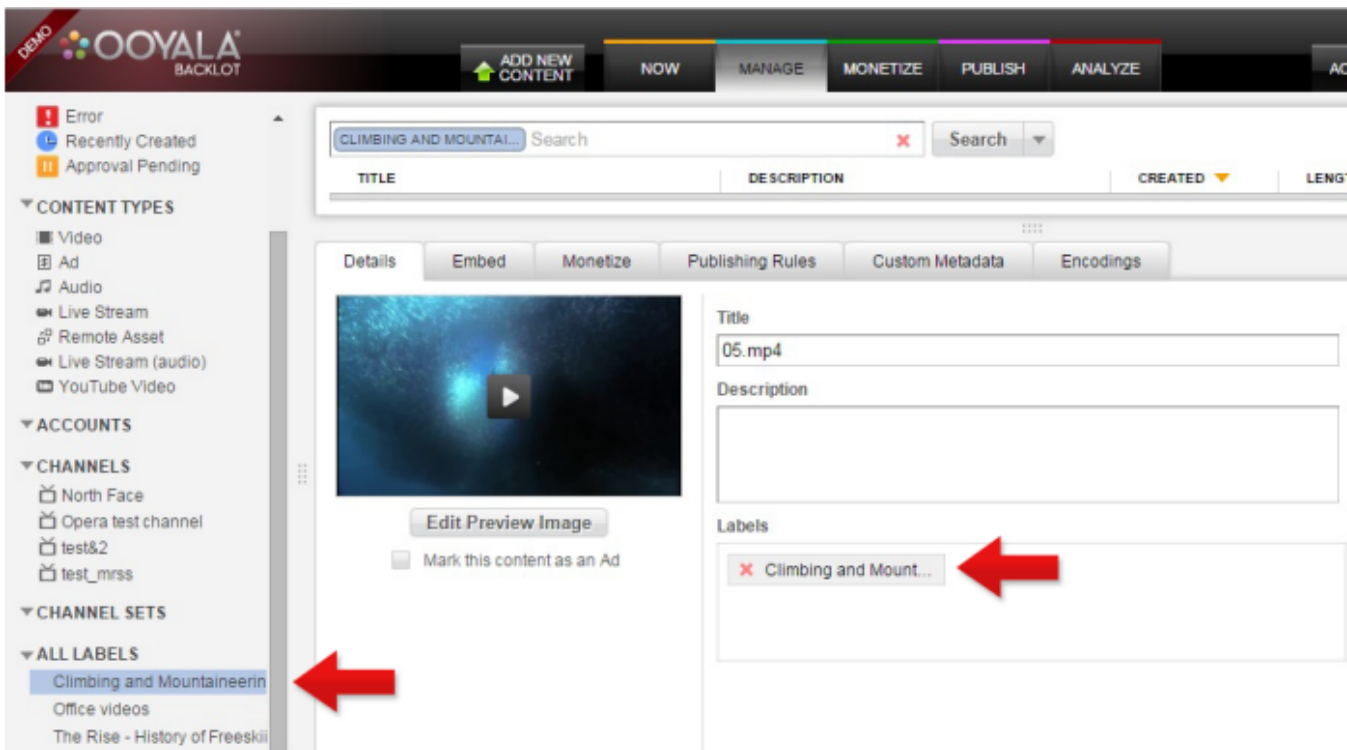 DEMO
OOYALA
BACKLOT
ADD NEW
CONTENT
NOW
MANAGE
MONETIZE
PUBLISH
ANALYZE
AC
Error
Recently Created
Approval Pending
CONTENT TYPES
Video
Ad
Audio
Live Stream
Remote Asset
Live Stream (audio)
YouTube Video
ACCOUNTS
CHANNELS
North Face
Opera test channel
test&2
test_mrss
CHANNEL SETS
ALL LABELS
Climbing and Mountaineerin
Office videos
The Rise - History of Freeskii
CLIMBING AND MOUNTAI... Search
Search
TITLE DESCRIPTION CREATED LENGT
Details Embed Monetize Publishing Rules Custom Metadata Encodings
Edit Preview Image
Mark this content as an Ad
Title
05.mp4
Description
Labels
Climbing and Mount...